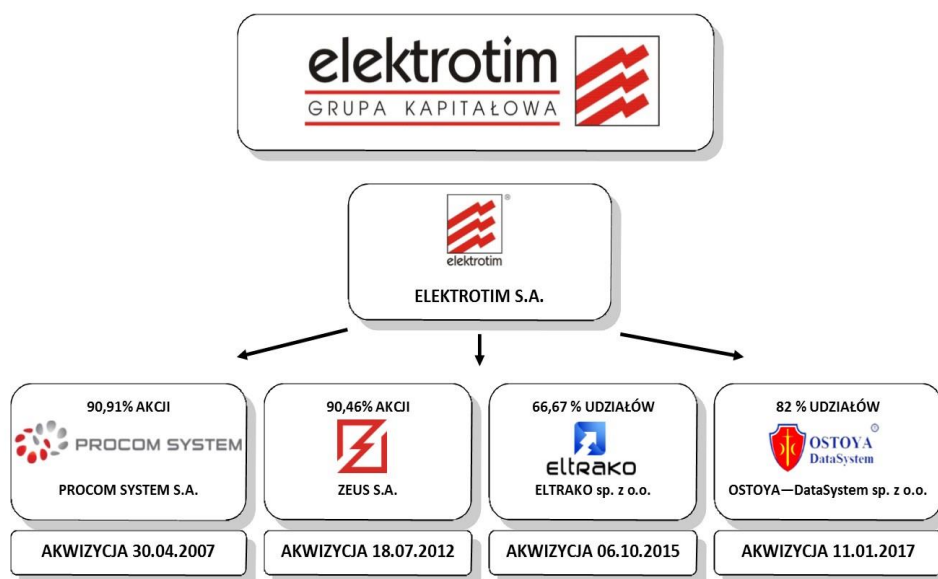 elektrotim
GRUPA KAPITAŁOWA
®
elektrotim
ELEKTROTIM S.A.
90,91% AKCJI
PROCOM SYSTEM
PROCOM SYSTEM S.A.
90,46% AKCJI
ZEUS S.A.
66,67 % UDZIAŁÓW
eltrako
ELTRAKO sp. z o.o.
82 % UDZIAŁÓW
®
OSTOYA
DataSystem
OSTOYA—DataSystem sp. z o.o.
AKWIZYCJA 30.04.2007
AKWIZYCJA 18.07.2012
AKWIZYCJA 06.10.2015
AKWIZYCJA 11.01.2017